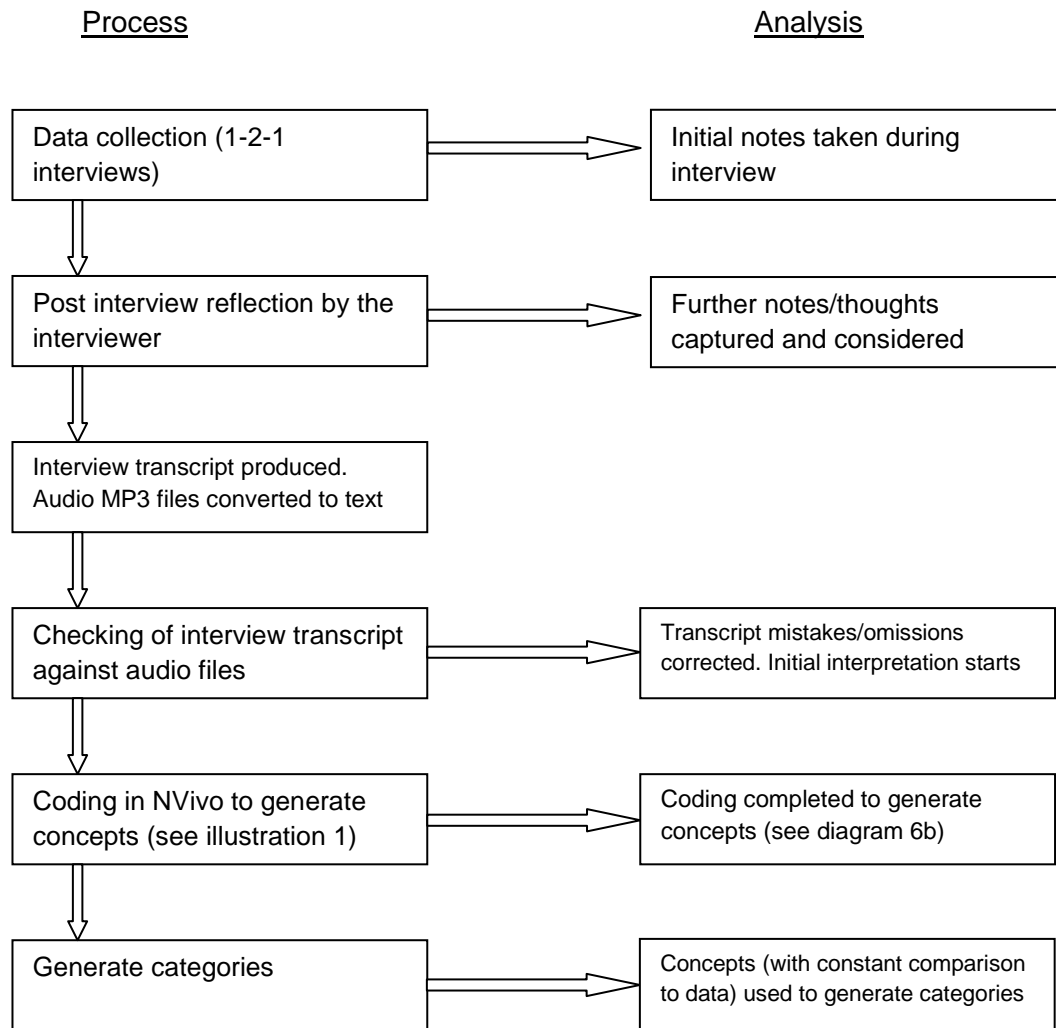 Process
Analysis
Data collection (1-2-1
interviews)
Initial notes taken during
interview
Post interview reflection by the
interviewer
Further notes/thoughts
captured and considered
Interview transcript produced.
Audio MP3 files converted to text
Checking of interview transcript
against audio files
Transcript mistakes/omissions
corrected. Initial interpretation starts
Coding in NVivo to generate
concepts (see illustration 1)
Coding completed to generate
concepts (see diagram 6b)
Generate categories
Concepts (with constant comparison
to data) used to generate categories